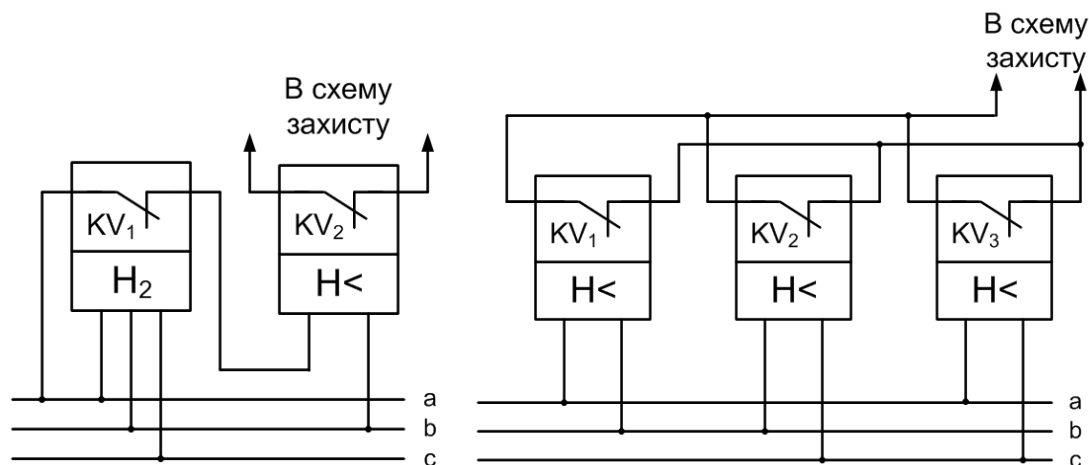 В схему
захисту
KV₁
KV₂
H₂
H<
a
b
c
В схему
захисту
KV₁
KV₂
KV₃
H<
H<
H<
a
b
c